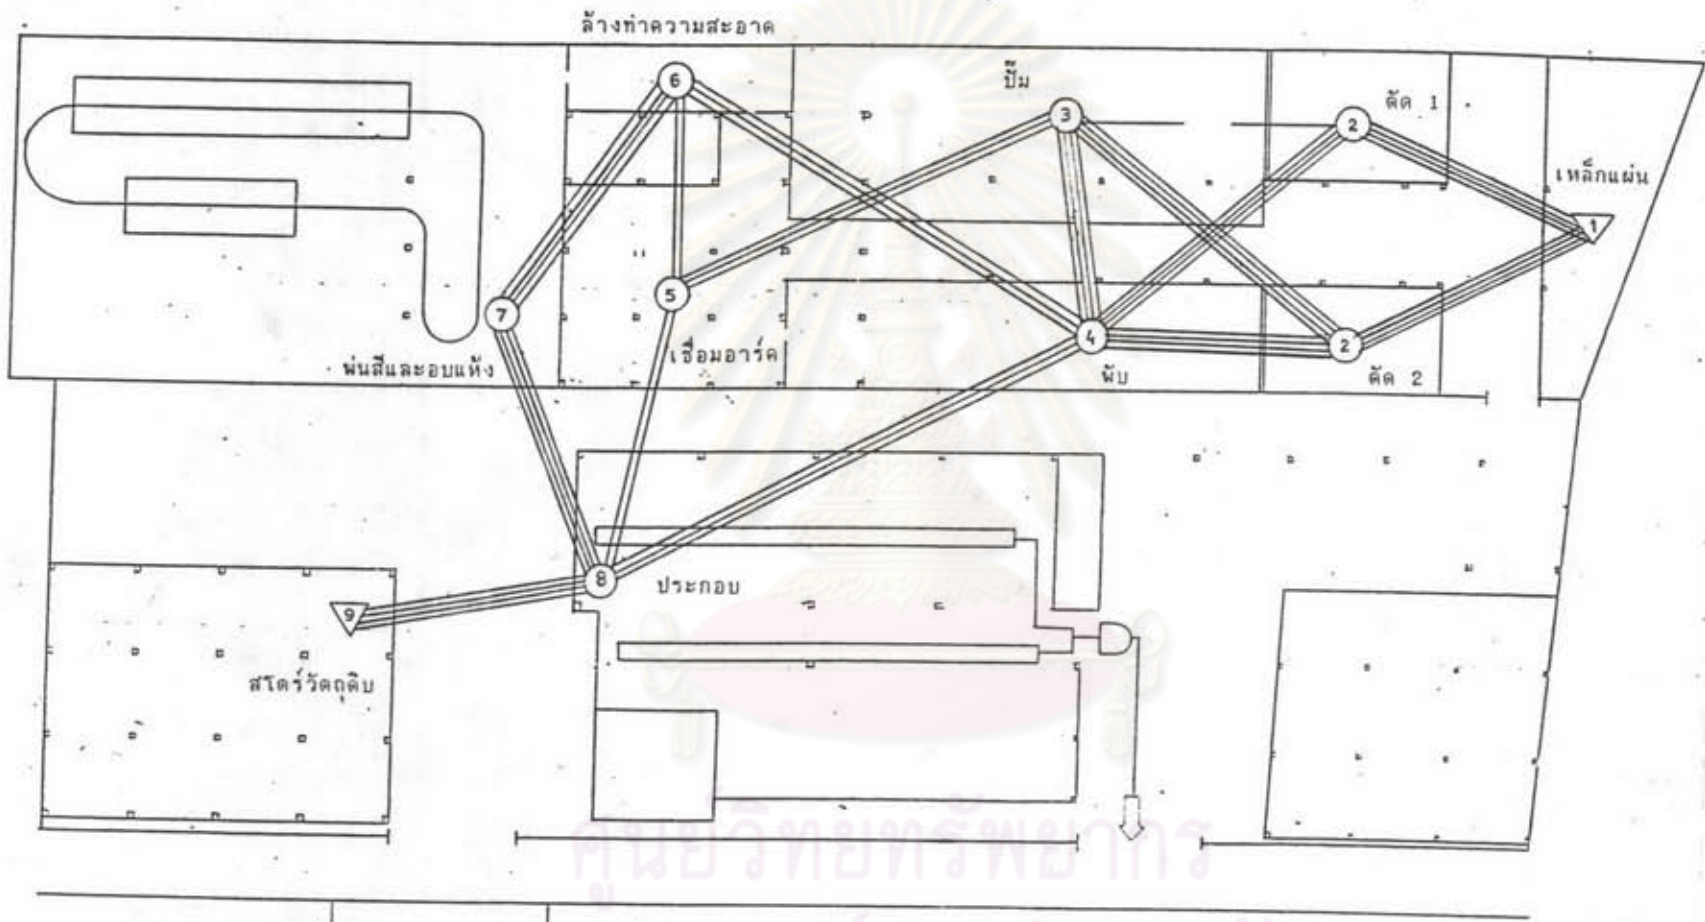 ล้างทำความสะอาด
6
ปั๊ม
3
2
ตัด 1
เหล็กแผ่น
1
5
7
เชื่อมอาร์ค
4
2
พ่นสีและอบแห้ง
พับ
ตัด 2
8
ประกอบ
9
สโตร์วัตถุดิบ
ศูนย์วิทยทรัพยากร